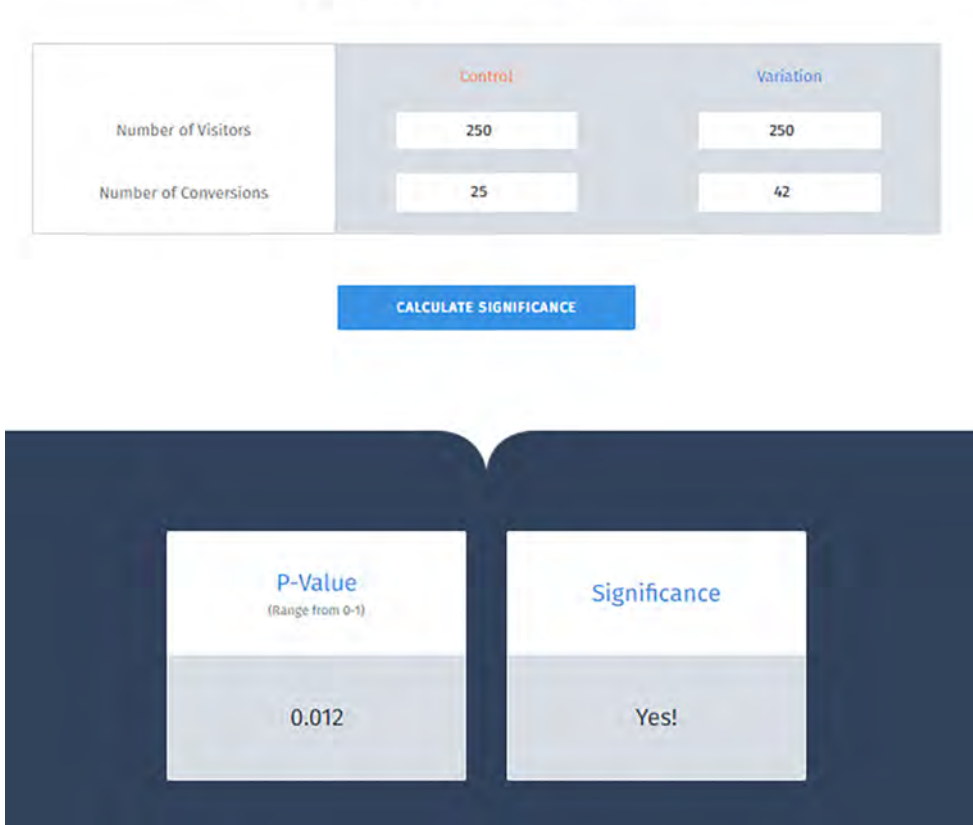 Control Variation
Number of Visitors 250 250
Number of Conversions 25 42
CALCULATE SIGNIFICANCE
P-Value
(Range from 0-1)
Significance
0.012
Yes!